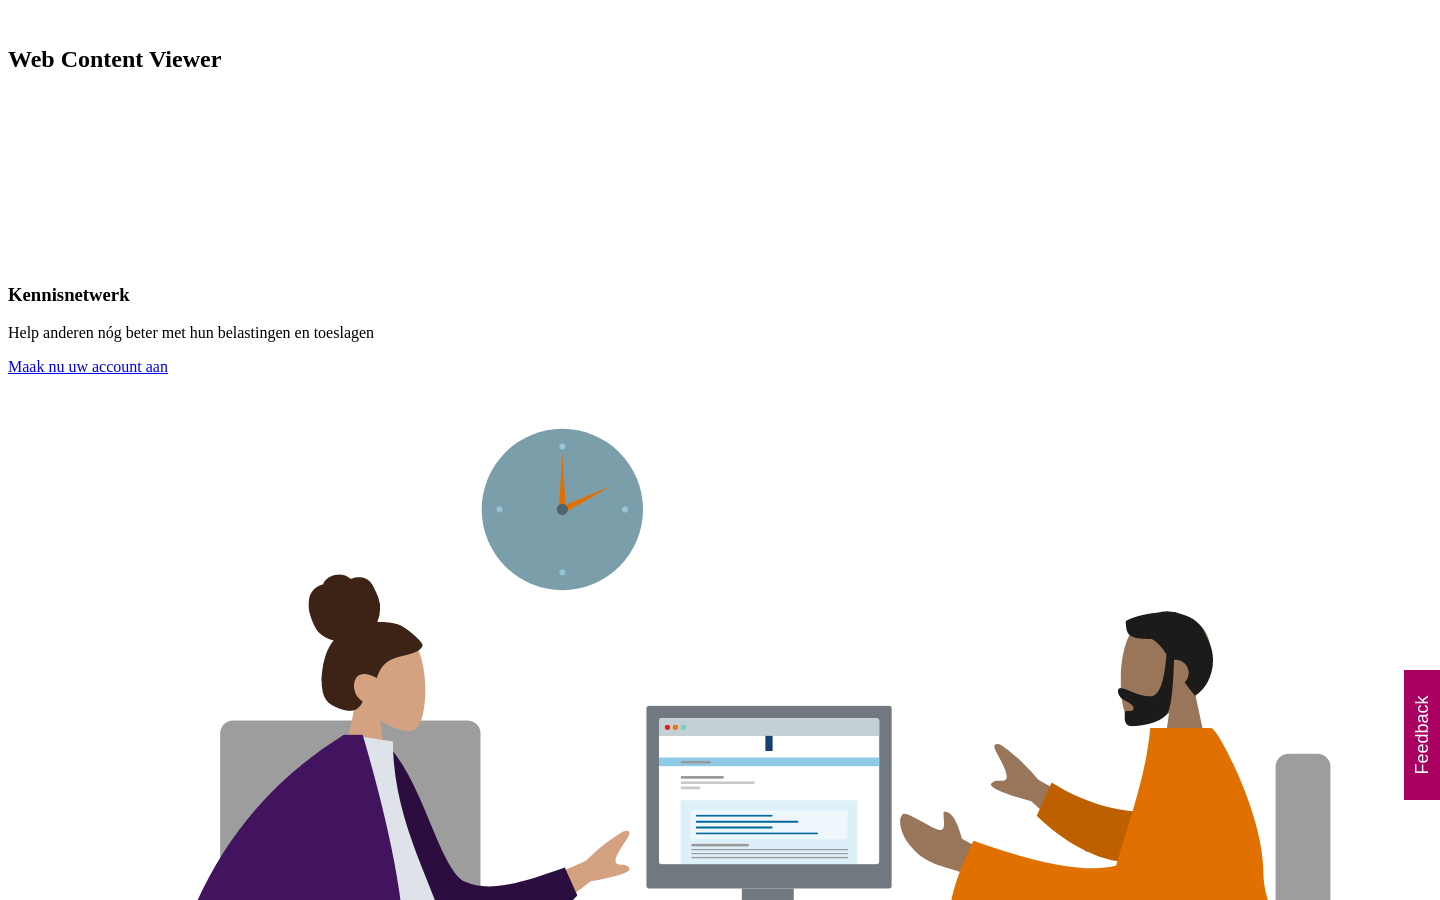 Web Content Viewer
Kennisnetwerk
Help anderen nóg beter met hun belastingen en toeslagen
Maak nu uw account aan
Feedback